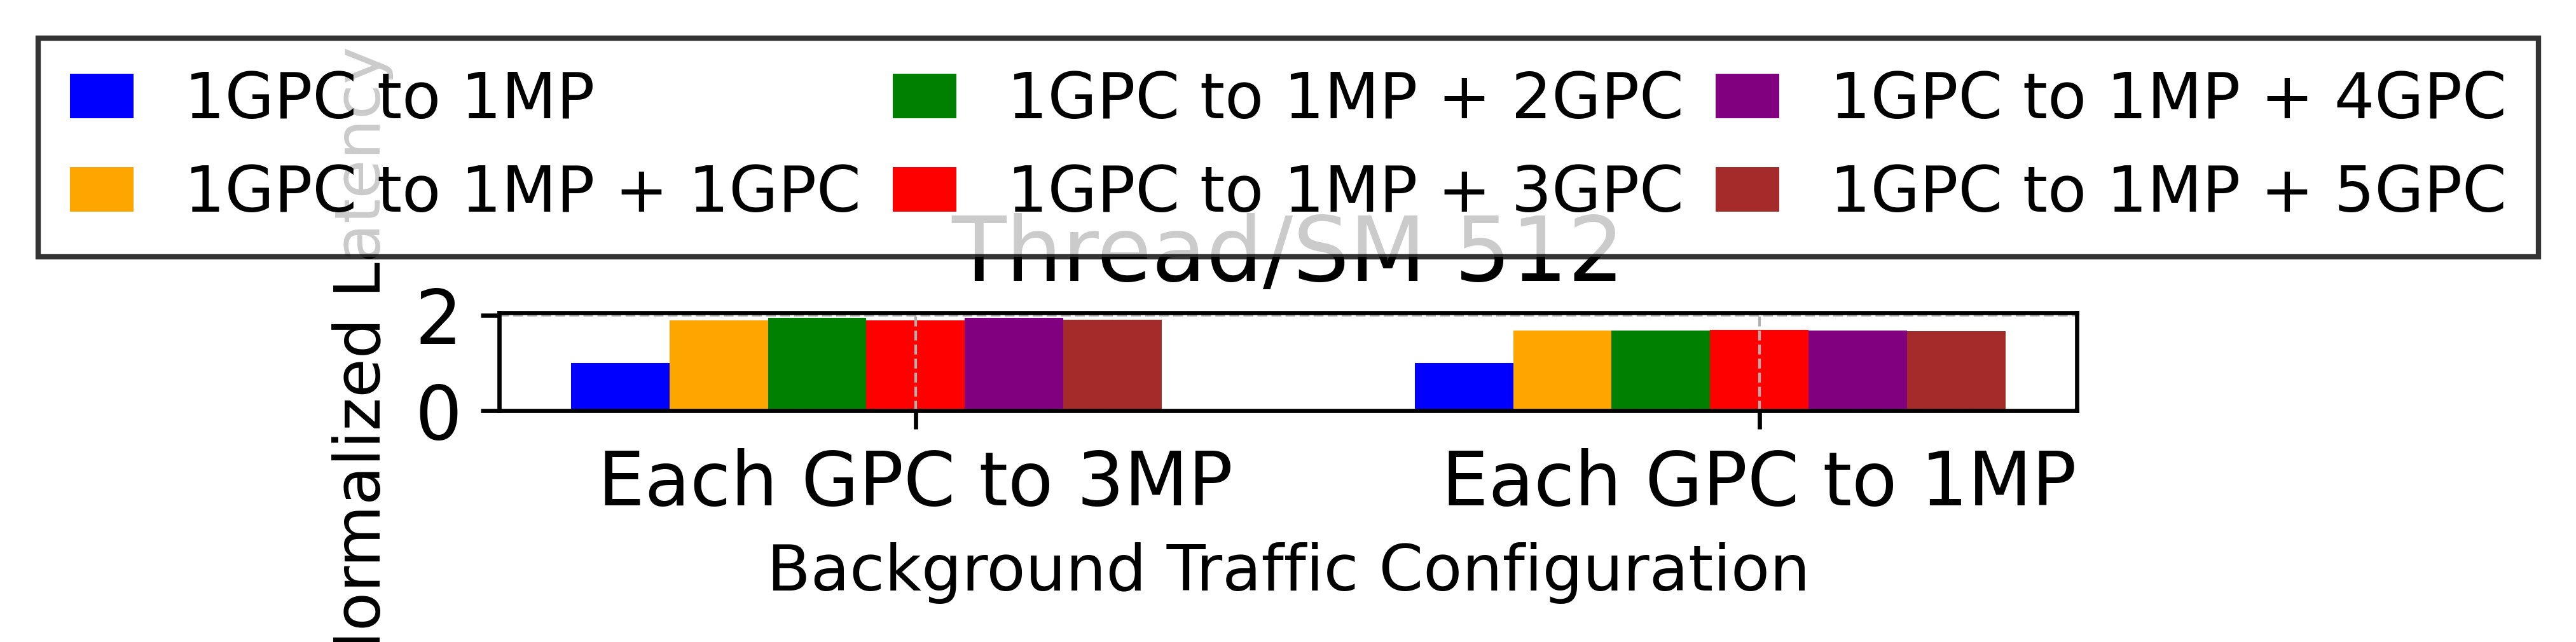 1GPC to 1MP
1GPC to 1MP + 1GPC
1GPC to 1MP + 2GPC
1GPC to 1MP + 3GPC
1GPC to 1MP + 4GPC
1GPC to 1MP + 5GPC
Thread/SM 512
ormalized Latency
2
0
Each GPC to 3MP
Each GPC to 1MP
Background Traffic Configuration